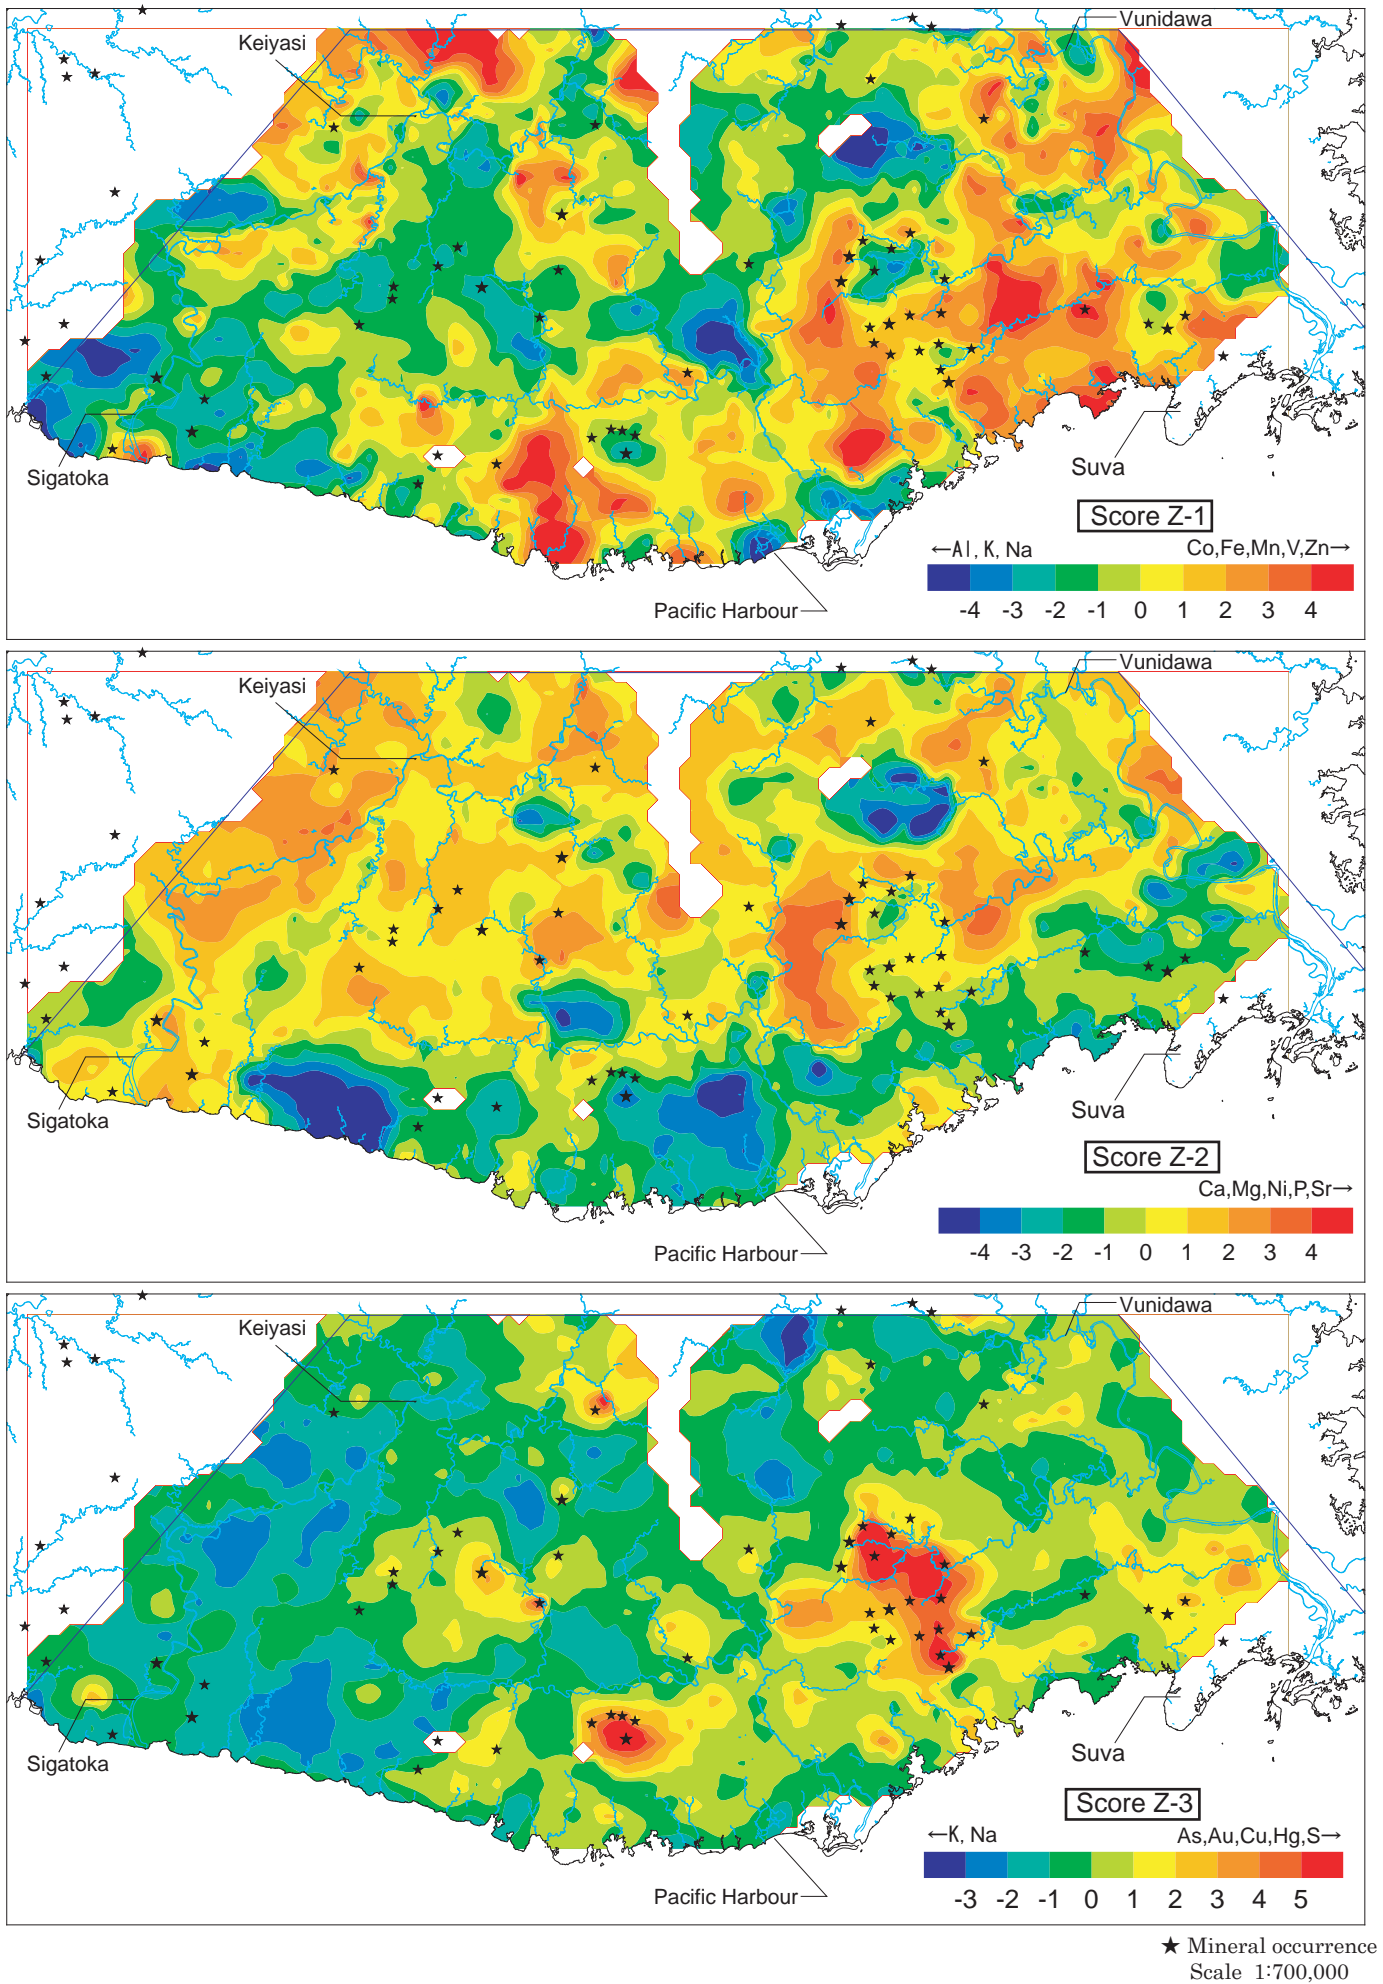 Vunidawa
Keiyasi
Sigatoka
Suva
Score Z-1
←Al, K, Na Co,Fe,Mn,V,Zn→
-4 -3 -2 -1 0 1 2 3 4
Pacific Harbour
Vunidawa
Keiyasi
Sigatoka
Suva
Score Z-2
Ca,Mg,Ni,P,Sr→
-4 -3 -2 -1 0 1 2 3 4
Pacific Harbour
Vunidawa
Keiyasi
Sigatoka
Suva
Score Z-3
←K, Na As,Au,Cu,Hg,S→
-3 -2 -1 0 1 2 3 4 5
Pacific Harbour
★ Mineral occurrence
Scale 1:700,000